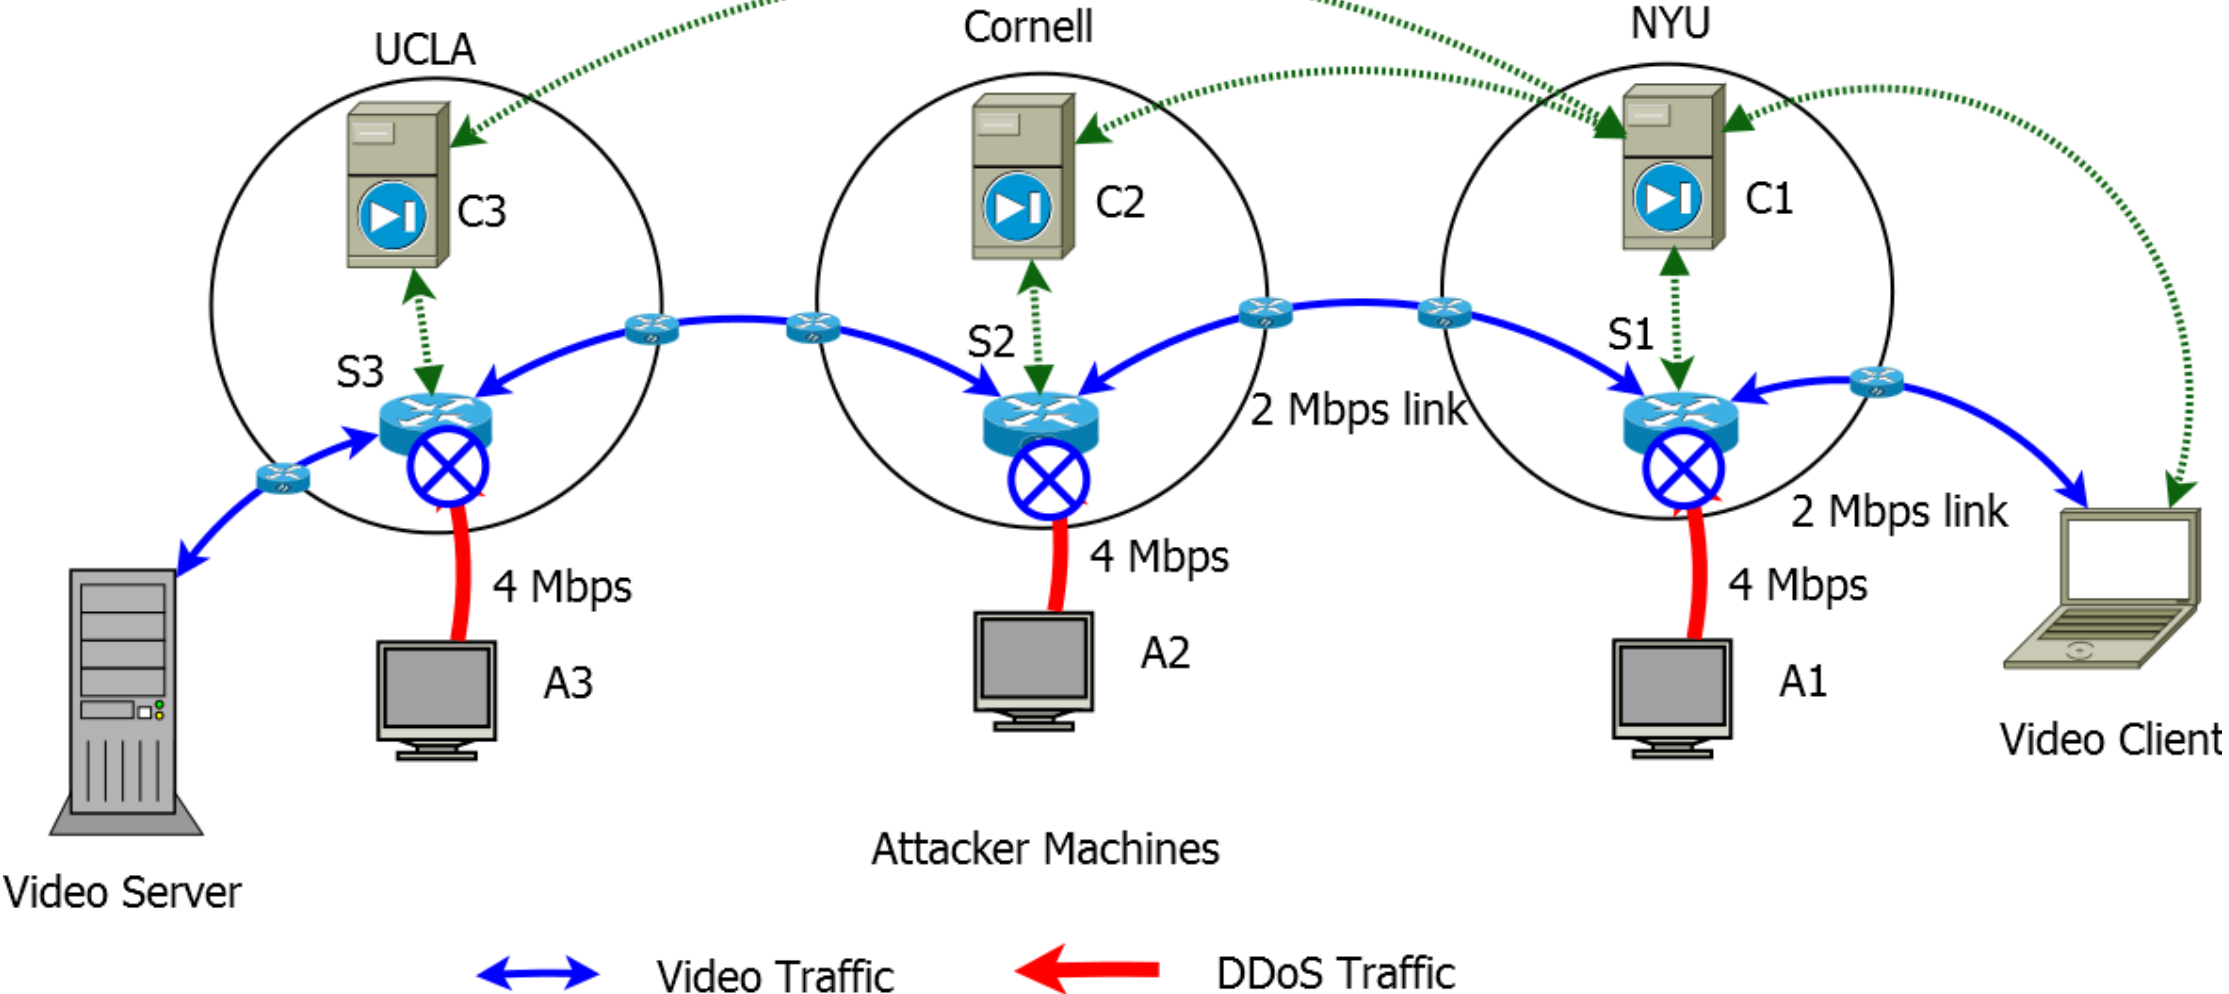 UCLA
Cornell
NYU
C3
C2
C1
S3
S2
S1
2 Mbps link
2 Mbps link
4 Mbps
4 Mbps
4 Mbps
A3
A2
A1
Video Client
Attacker Machines
Video Server
Video Traffic
DDoS Traffic